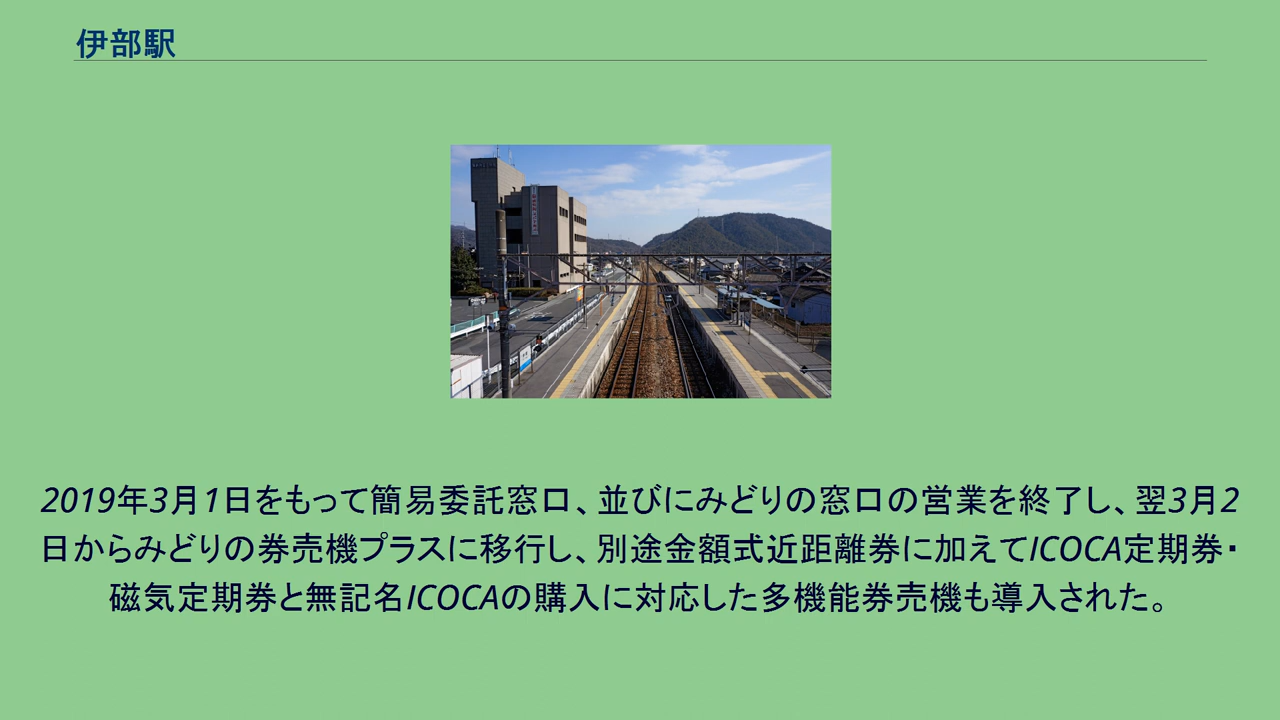 伊部駅
2019年3月1日をもって簡易委託窓口、並びにみどりの窓口の営業を終了し、翌3月2
日からみどりの券売機プラスに移行し、別途金額式近距離券に加えてICOCA定期券・
磁気定期券と無記名ICOCAの購入に対応した多機能券売機も導入された。